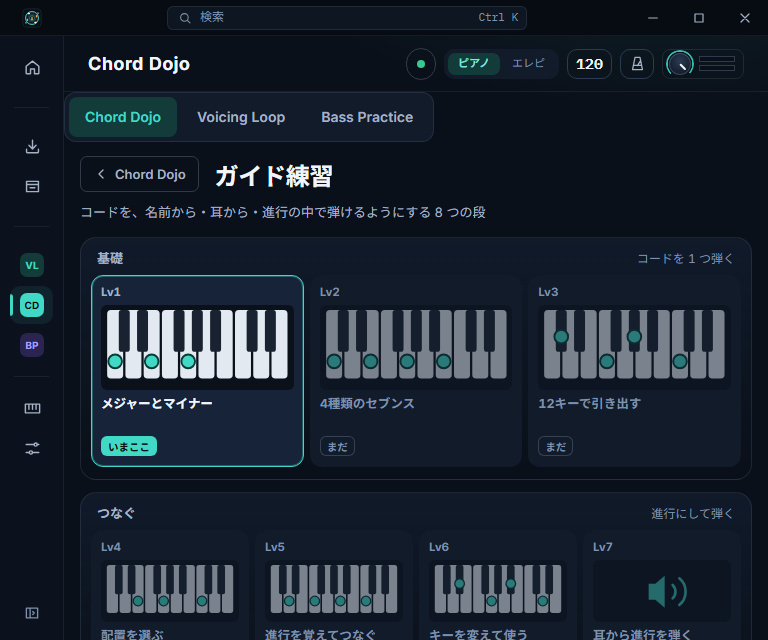 検索
Ctrl K
Chord Dojo
ピアノ
エレピ
120
Chord Dojo
Voicing Loop
Bass Practice
Chord Dojo
ガイド練習
コードを、名前から・耳から・進行の中で弾けるようにする 8 つの段
VL
CD
BP
基礎
コードを 1 つ弾く
Lv1
Lv2
Lv3
メジャーとマイナー
4種類のセブンス
12キーで引き出す
いまここ
まだ
まだ
つなぐ
進行にして弾く
Lv4
Lv5
Lv6
Lv7
配置を選ぶ
進行を覚えてつなぐ
キーを変えて使う
耳から進行を弾く